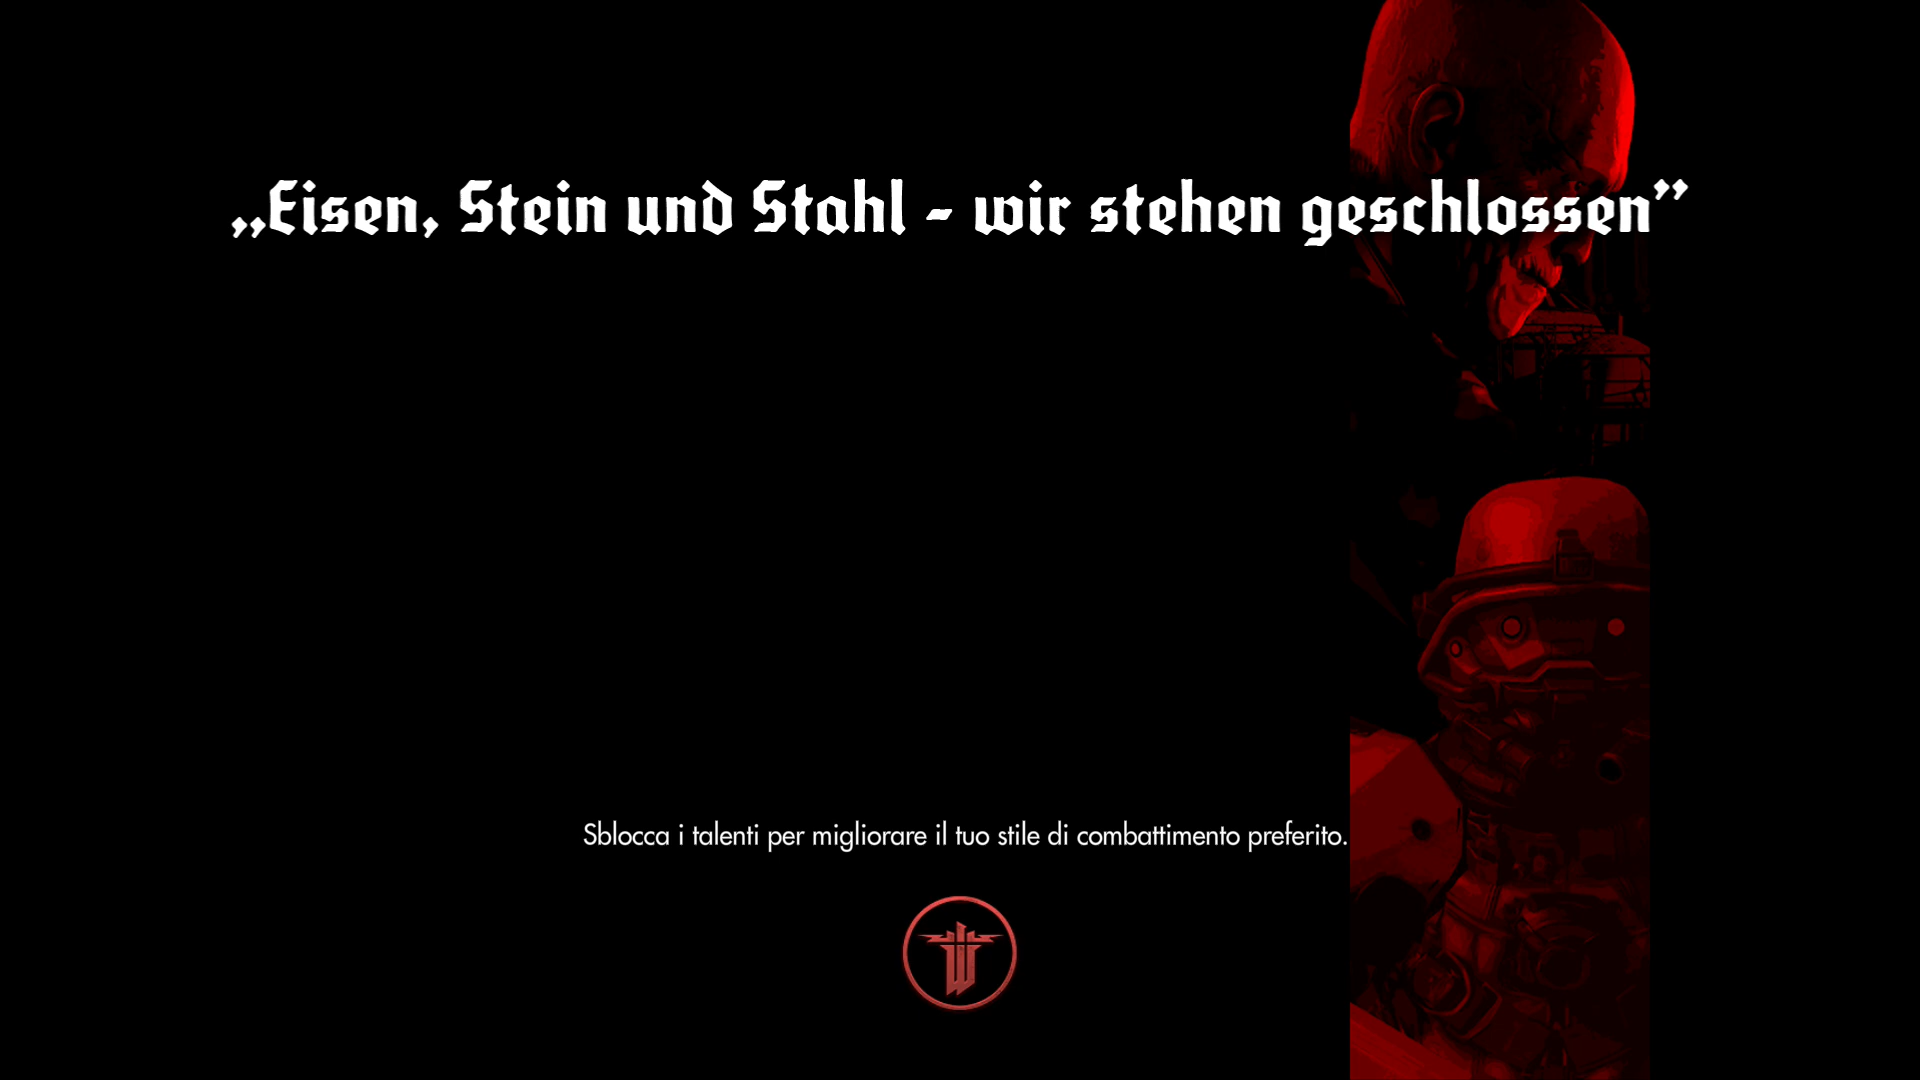 „Eisen, Stein und Stahl - wir stehen geschlossen”
Sblocca i talenti per migliorare il tuo stile di combattimento preferito.